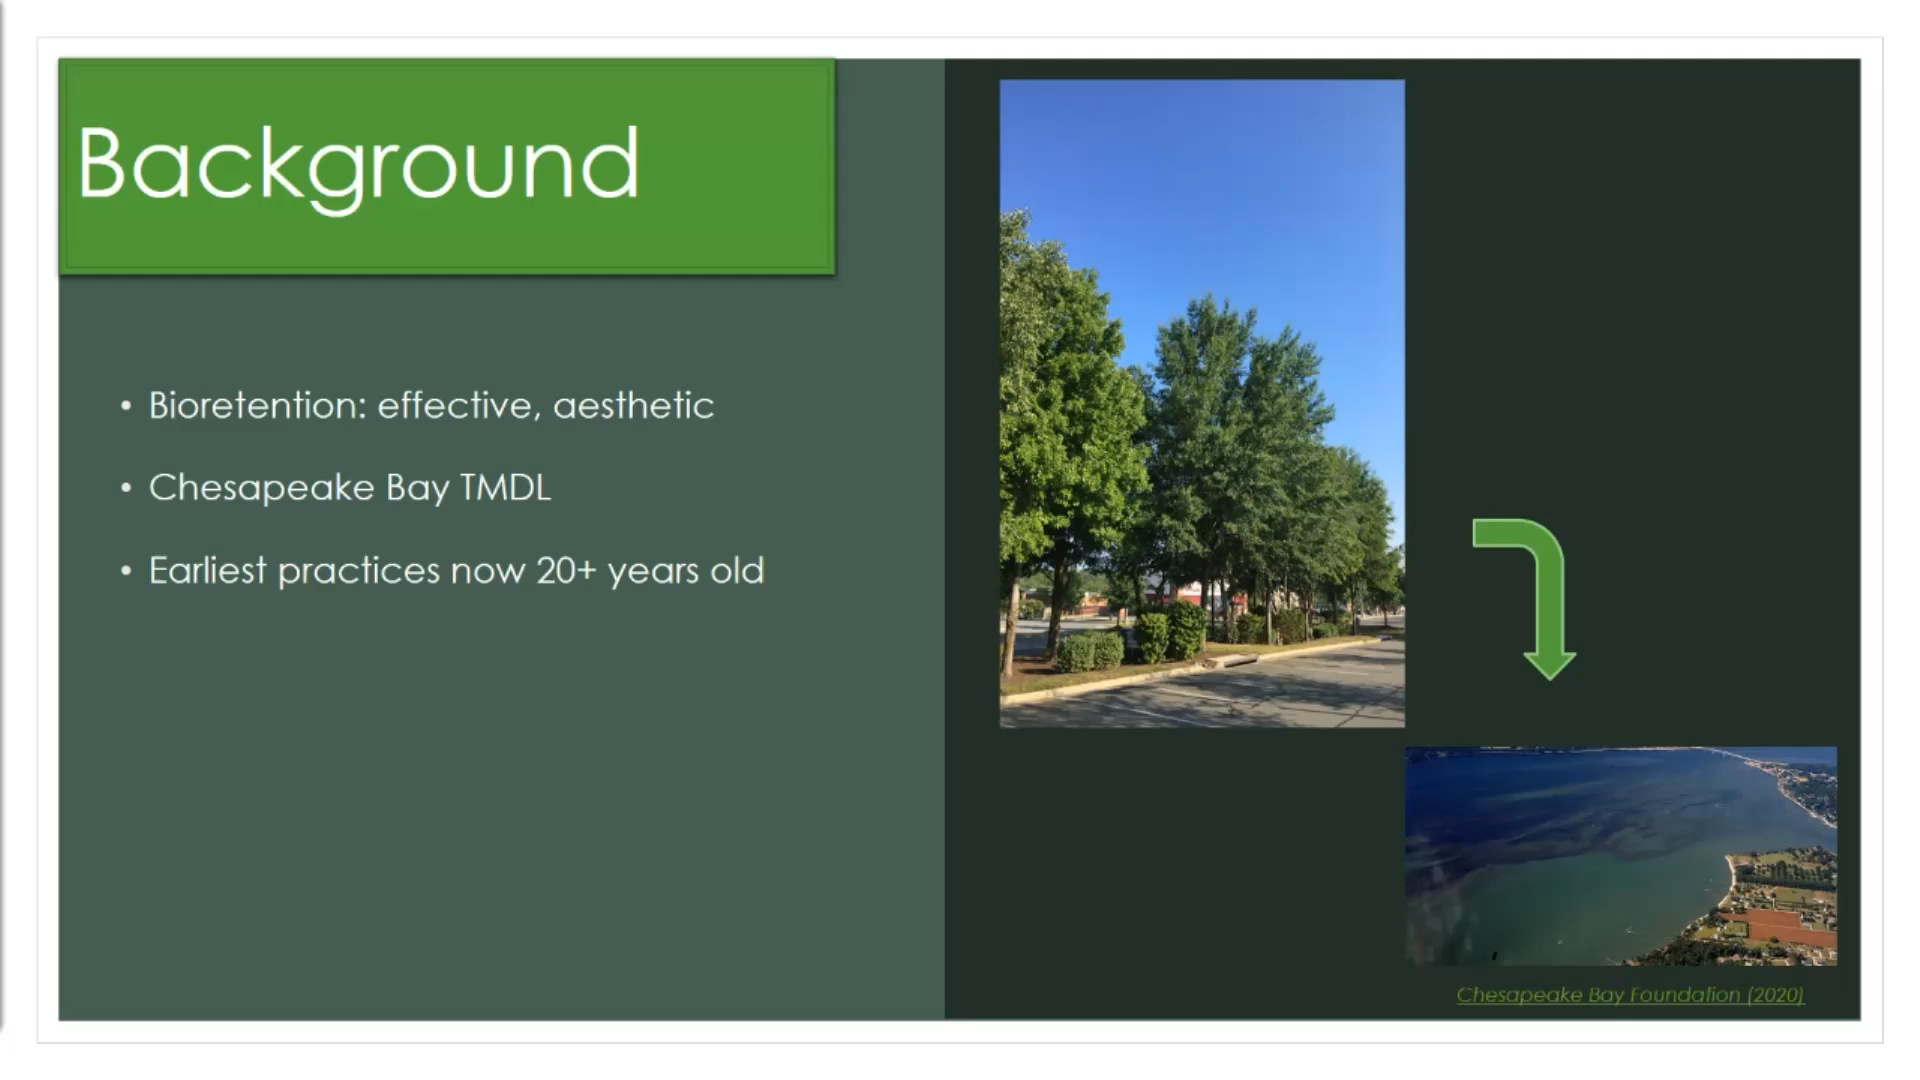 Background
• Bioretention: effective, aesthetic
• Chesapeake Bay TMDL
• Earliest practices now 20+ years old
Chesapeake Bay Foundation (2020)